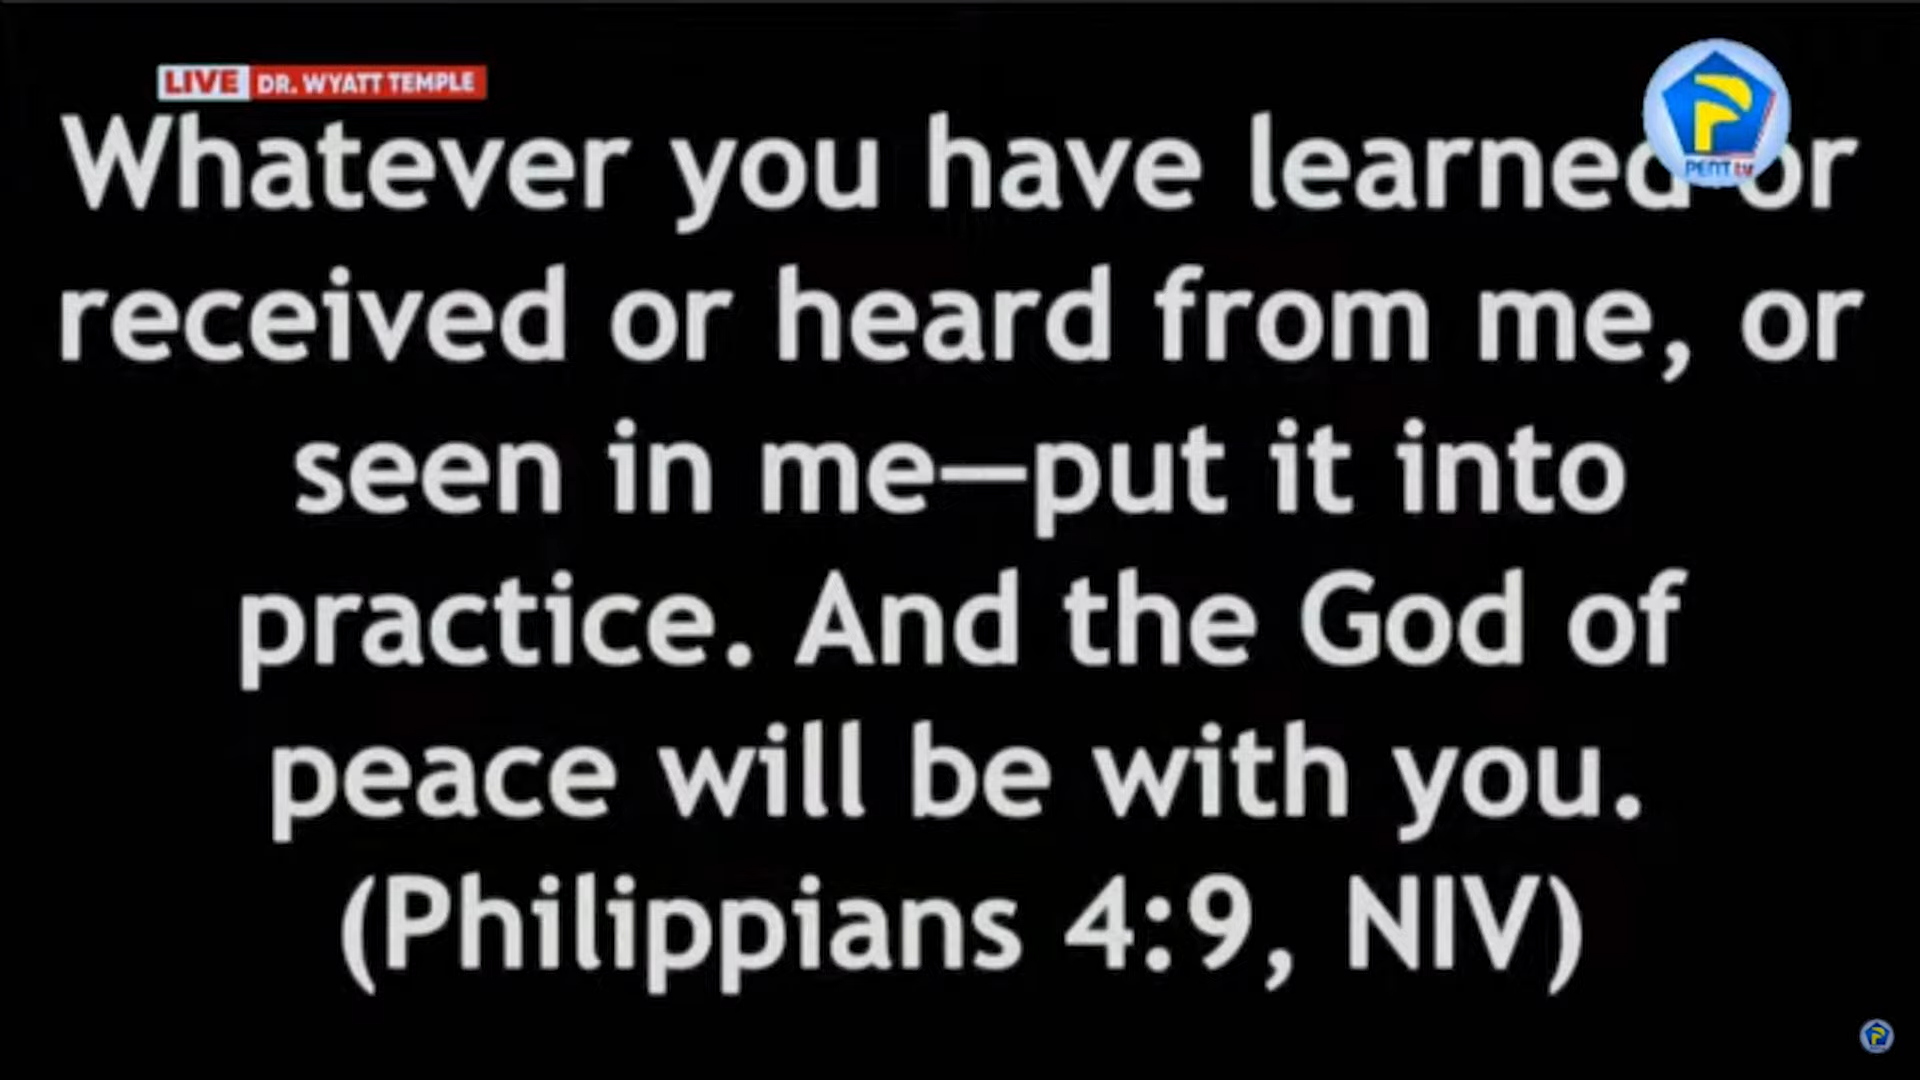 LIVE DR. WYATT TEMPLE
PENT tv
Whatever you have learned or
received or heard from me, or
seen in me—put it into
practice. And the God of
peace will be with you.
(Philippians 4:9, NIV)